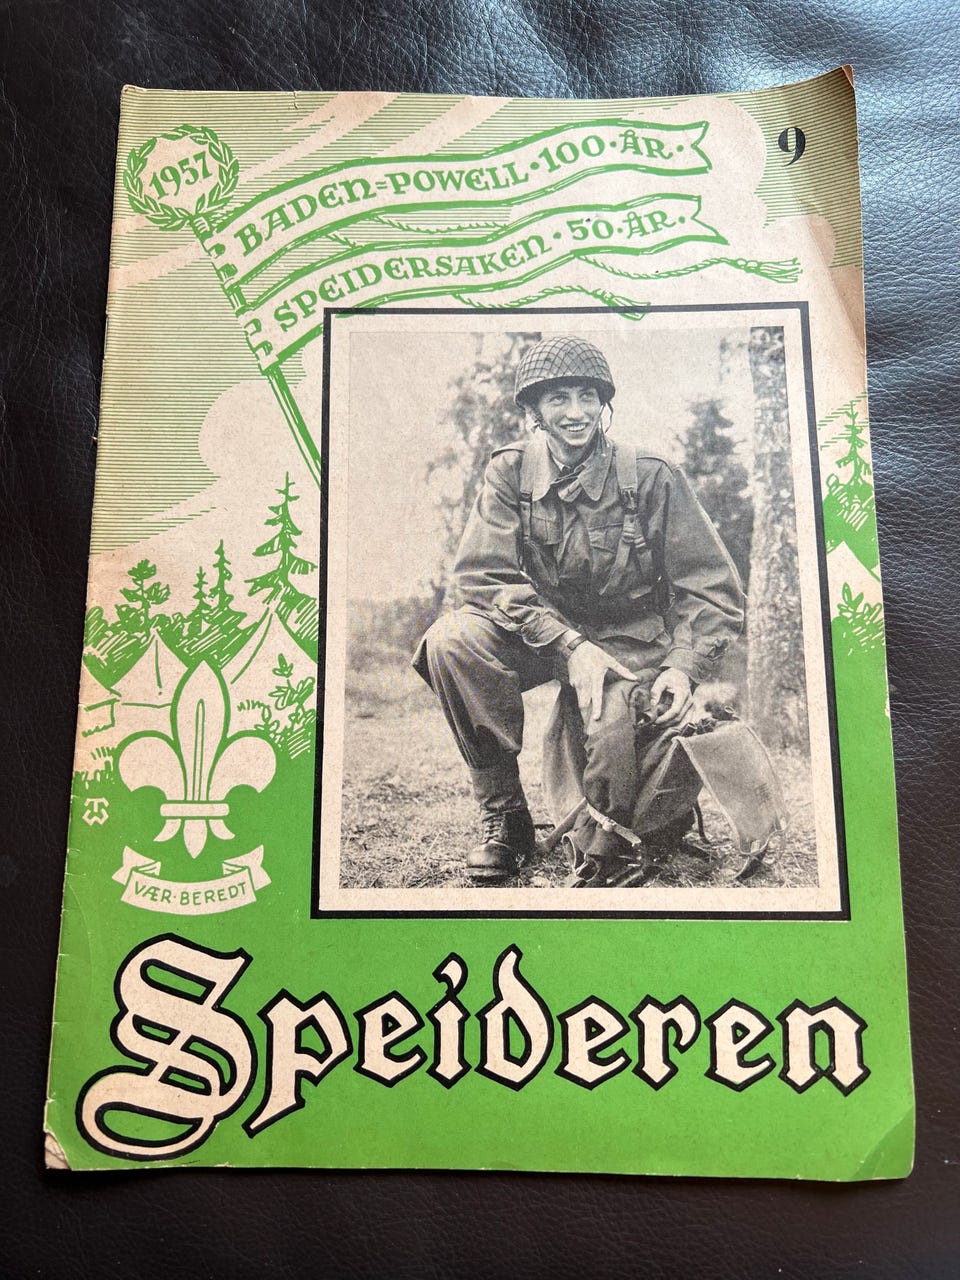 1957
9
BADEN=POWELL·100·ÅR·
SPEIDERSAKEN·50·ÅR·
VÆR·BEREDT
Speideren